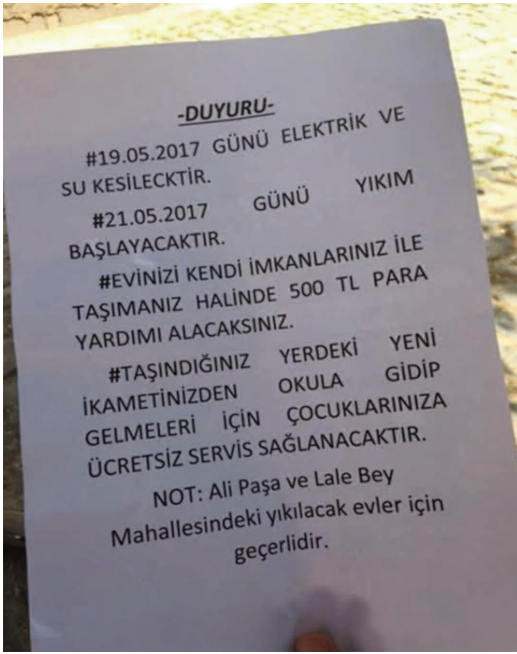 -DUYURU-
#19.05.2017 GÜNÜ ELEKTRİK VE
SU KESİLECKTİR.
#21.05.2017 GÜNÜ YIKIM
BAŞLAYACAKTIR.
#EVİNİZİ KENDİ İMKANLARINIZ İLE
TAŞIMANIZ HALİNDE 500 TL PARA
YARDIMI ALACAKSINIZ.
#TAŞINDIĞINIZ YERDEKİ YENİ
İKAMETİNİZDEN OKULA GİDİP
GELMELERİ İÇİN ÇOCUKLARINIZA
ÜCRETSİZ SERVİS SAĞLANACAKTIR.
NOT: Ali Paşa ve Lale Bey
Mahallesindeki yıkılacak evler için
geçerlidir.